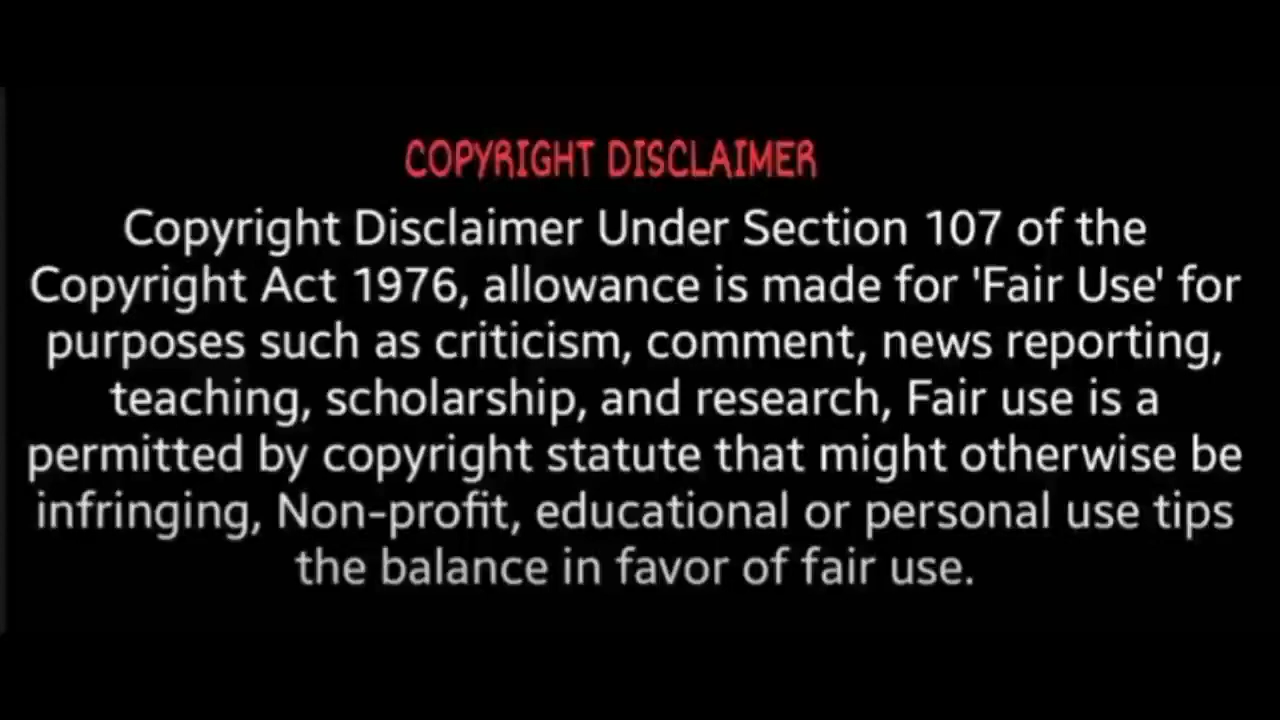 COPYRIGHT DISCLAIMER
Copyright Disclaimer Under Section 107 of the
Copyright Act 1976, allowance is made for 'Fair Use' for
purposes such as criticism, comment, news reporting,
teaching, scholarship, and research, Fair use is a
permitted by copyright statute that might otherwise be
infringing, Non-profit, educational or personal use tips
the balance in favor of fair use.